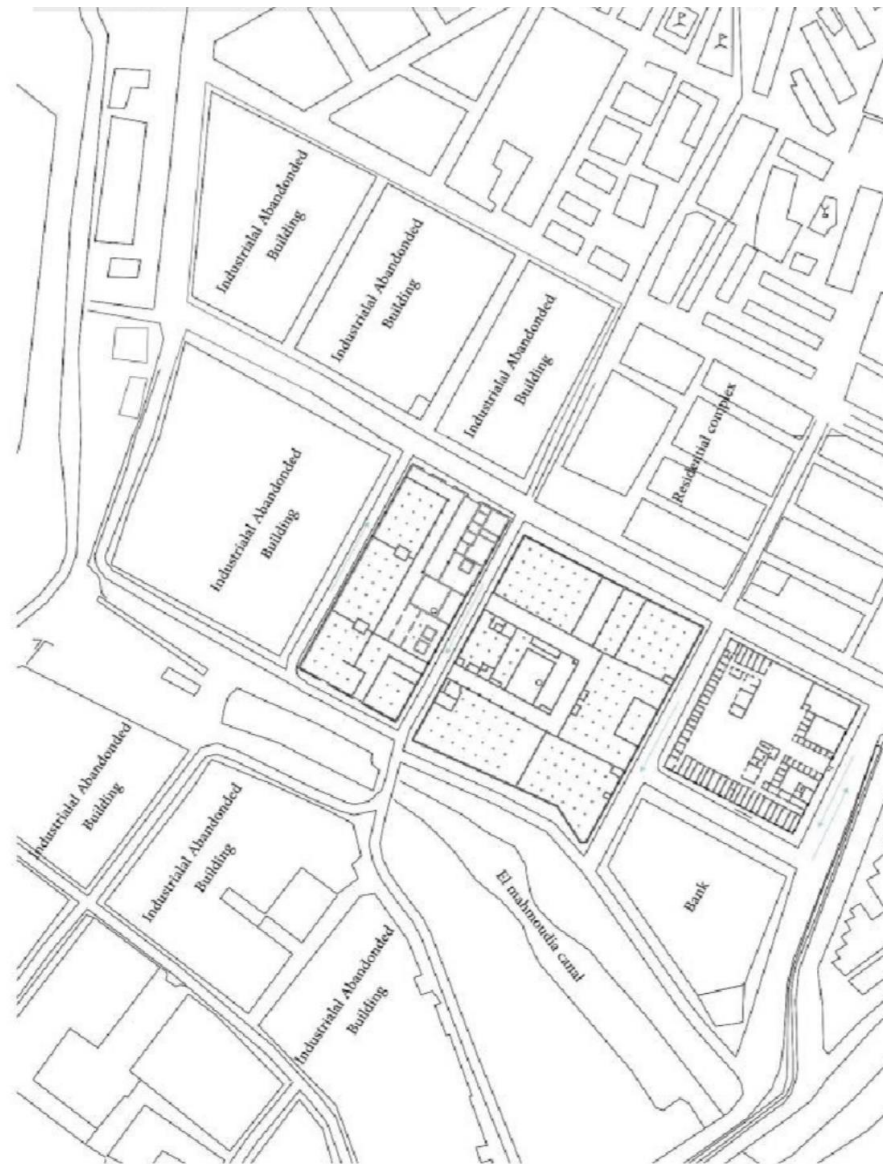 Industrialal Abandonded
Building
Industrialal Abandonded
Building
Industrialal Abandonded
Building
Residential complex
Industrialal Abandonded
Building
Industrialal Abandonded
Building
Industrialal Abandonded
Building
El mahmoudia canal
Bank
Industrialal Abandonded
Building